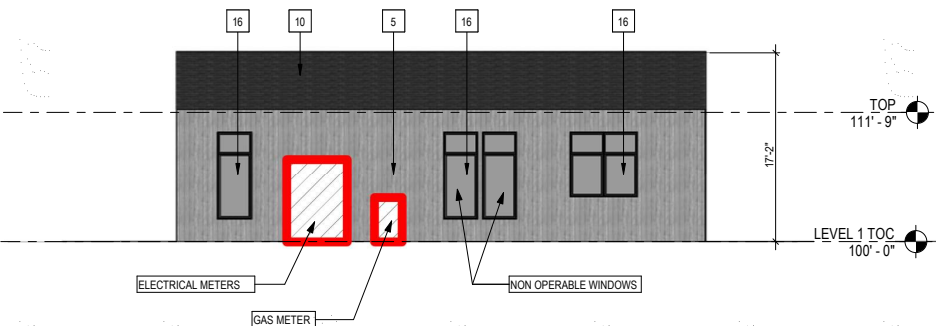 16
10
5
16
16
TOP
111' - 9"
17'-2"
LEVEL 1 TOC
100' - 0"
ELECTRICAL METERS
NON OPERABLE WINDOWS
GAS METER